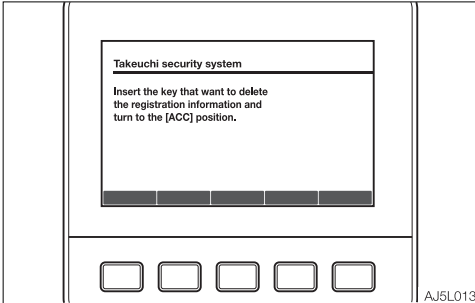 Takeuchi security system
Insert the key that want to delete
the registration information and
turn to the [ACC] position.
AJ5L013